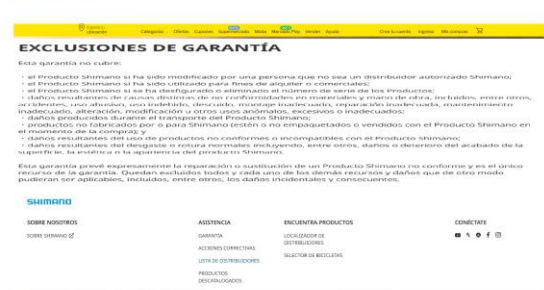 Ingresa tu
ubicación
Categorías Ofertas Cupones Supermercado Moda Mercado Play Vender Ayuda Crea tu cuenta Ingresa Mis compras
EXCLUSIONES DE GARANTÍA
Esta garantía no cubre:
· el Producto Shimano si ha sido modificado por una persona que no sea un distribuidor autorizado Shimano;
· el Producto Shimano si ha sido utilizado para fines de alquiler o comerciales;
· el Producto Shimano si se ha desfigurado o eliminado el número de serie de los Productos;
· daños resultantes de causas distintas de no conformidades en materiales y mano de obra, incluidos, entre otros,
accidentes, uso abusivo, uso indebido, descuido, montaje inadecuado, reparación inadecuada, mantenimiento
inadecuado, alteración, modificación u otros usos anómalos, excesivos o inadecuados;
· daños producidos durante el transporte del Producto Shimano;
· productos no fabricados por o para Shimano (estén o no empaquetados o vendidos con el Producto Shimano en
el momento de la compra); y
· daños resultantes del uso de productos no conformes o incompatibles con el Producto Shimano;
· daños resultantes del desgaste o rotura normales incluyendo, entre otros, daños o deterioro del acabado de la
superficie, la estética o la apariencia del producto Shimano.
Esta garantía prevé expresamente la reparación o sustitución de un Producto Shimano no conforme y es el único
recurso de la garantía. Quedan excluidos todos y cada uno de los demás recursos y daños que de otro modo
pudieran ser aplicables, incluidos, entre otros, los daños incidentales y consecuentes.
SHIMANO
SOBRE NOSOTROS ASISTENCIA ENCUENTRA PRODUCTOS CONÉCTATE
SOBRE SHIMANO GARANTÍA LOCALIZADOR DE
DISTRIBUIDORES
ACCIONES CORRECTIVAS SELECTOR DE BICICLETAS
LISTA DE DISTRIBUIDORES
PRODUCTOS
DESCATALOGADOS